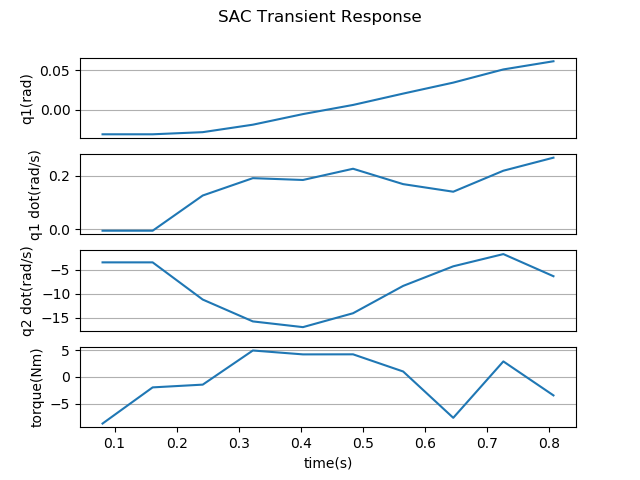 SAC Transient Response
q1(rad)
0.05
0.00
q1 dot(rad/s)
0.2
0.0
q2 dot(rad/s)
−5
−10
−15
torque(Nm)
5
0
−5
0.1 0.2 0.3 0.4 0.5 0.6 0.7 0.8
time(s)